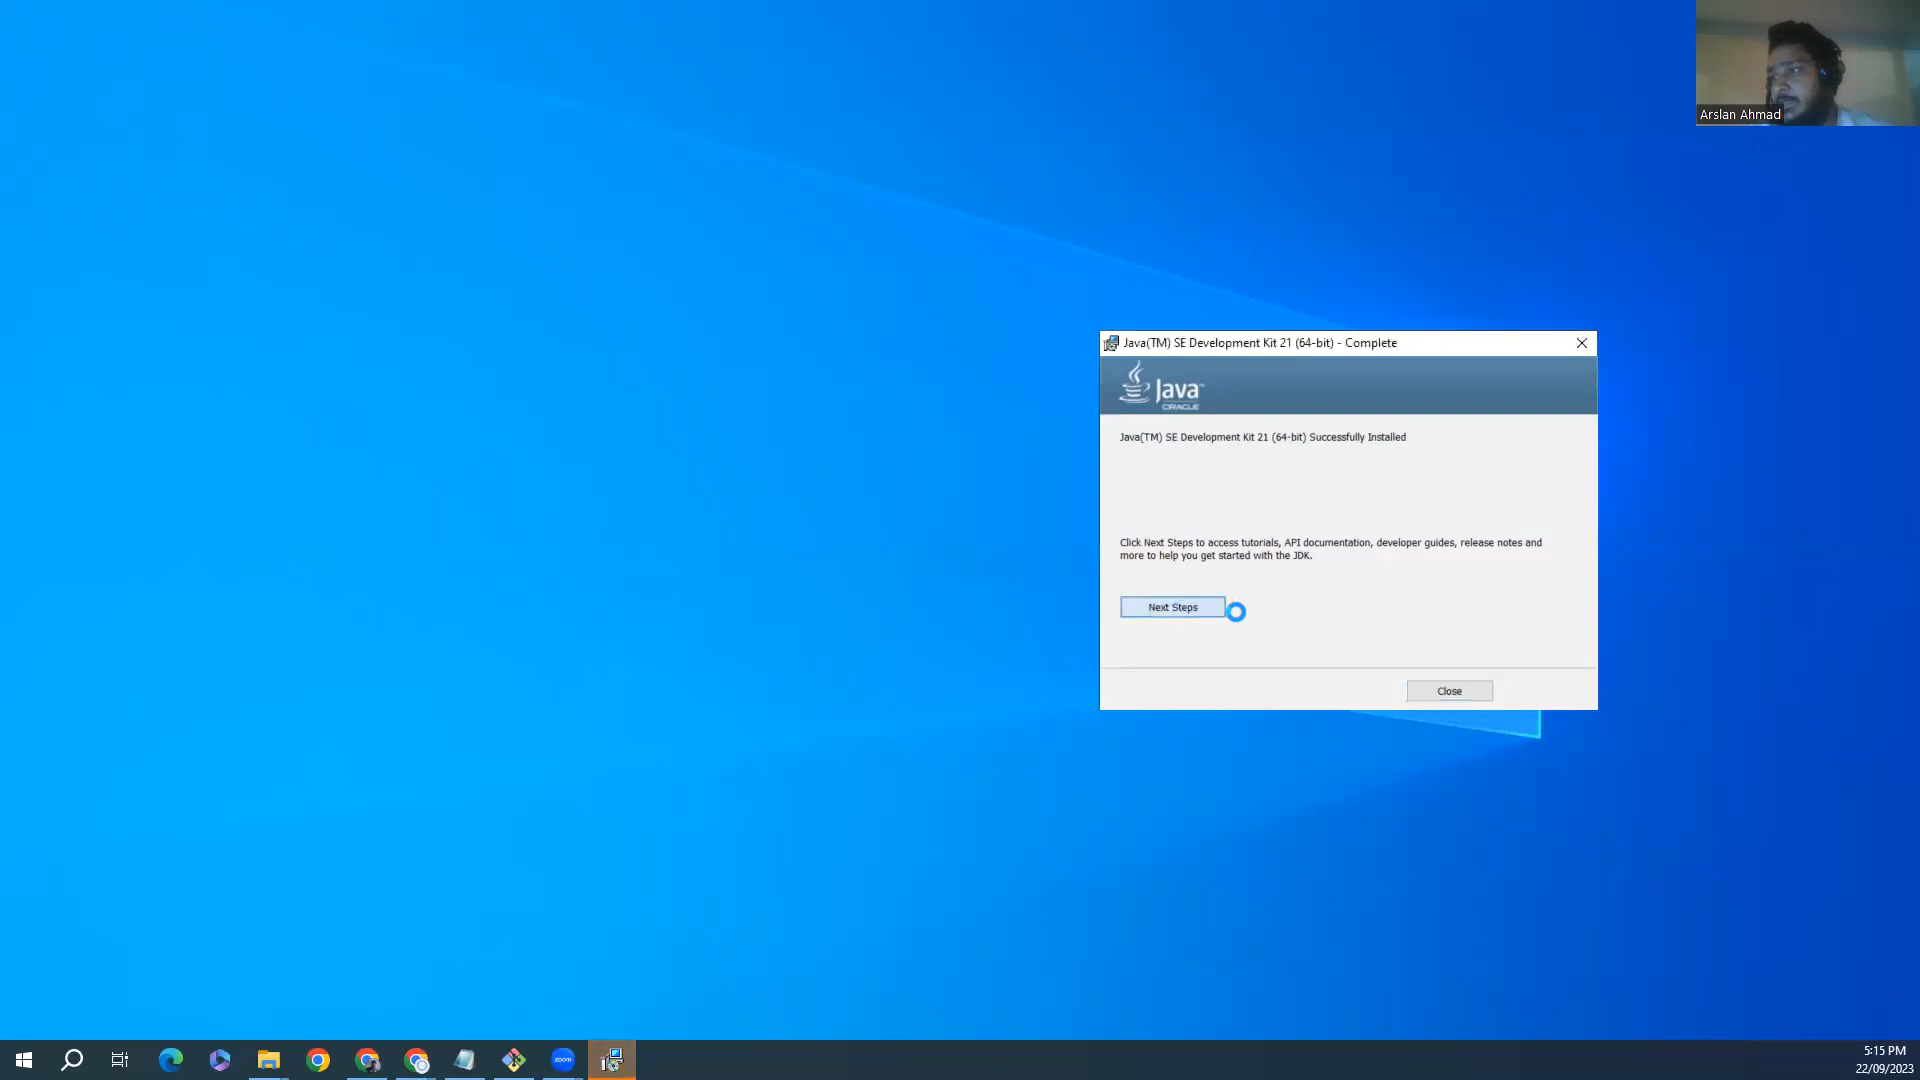 Arslan Ahmad
Java(TM) SE Development Kit 21 (64-bit) - Complete
Java™
ORACLE
Java(TM) SE Development Kit 21 (64-bit) Successfully Installed
Click Next Steps to access tutorials, API documentation, developer guides, release notes and
more to help you get started with the JDK.
Next Steps
Close
zoom
5:15 PM
22/09/2023